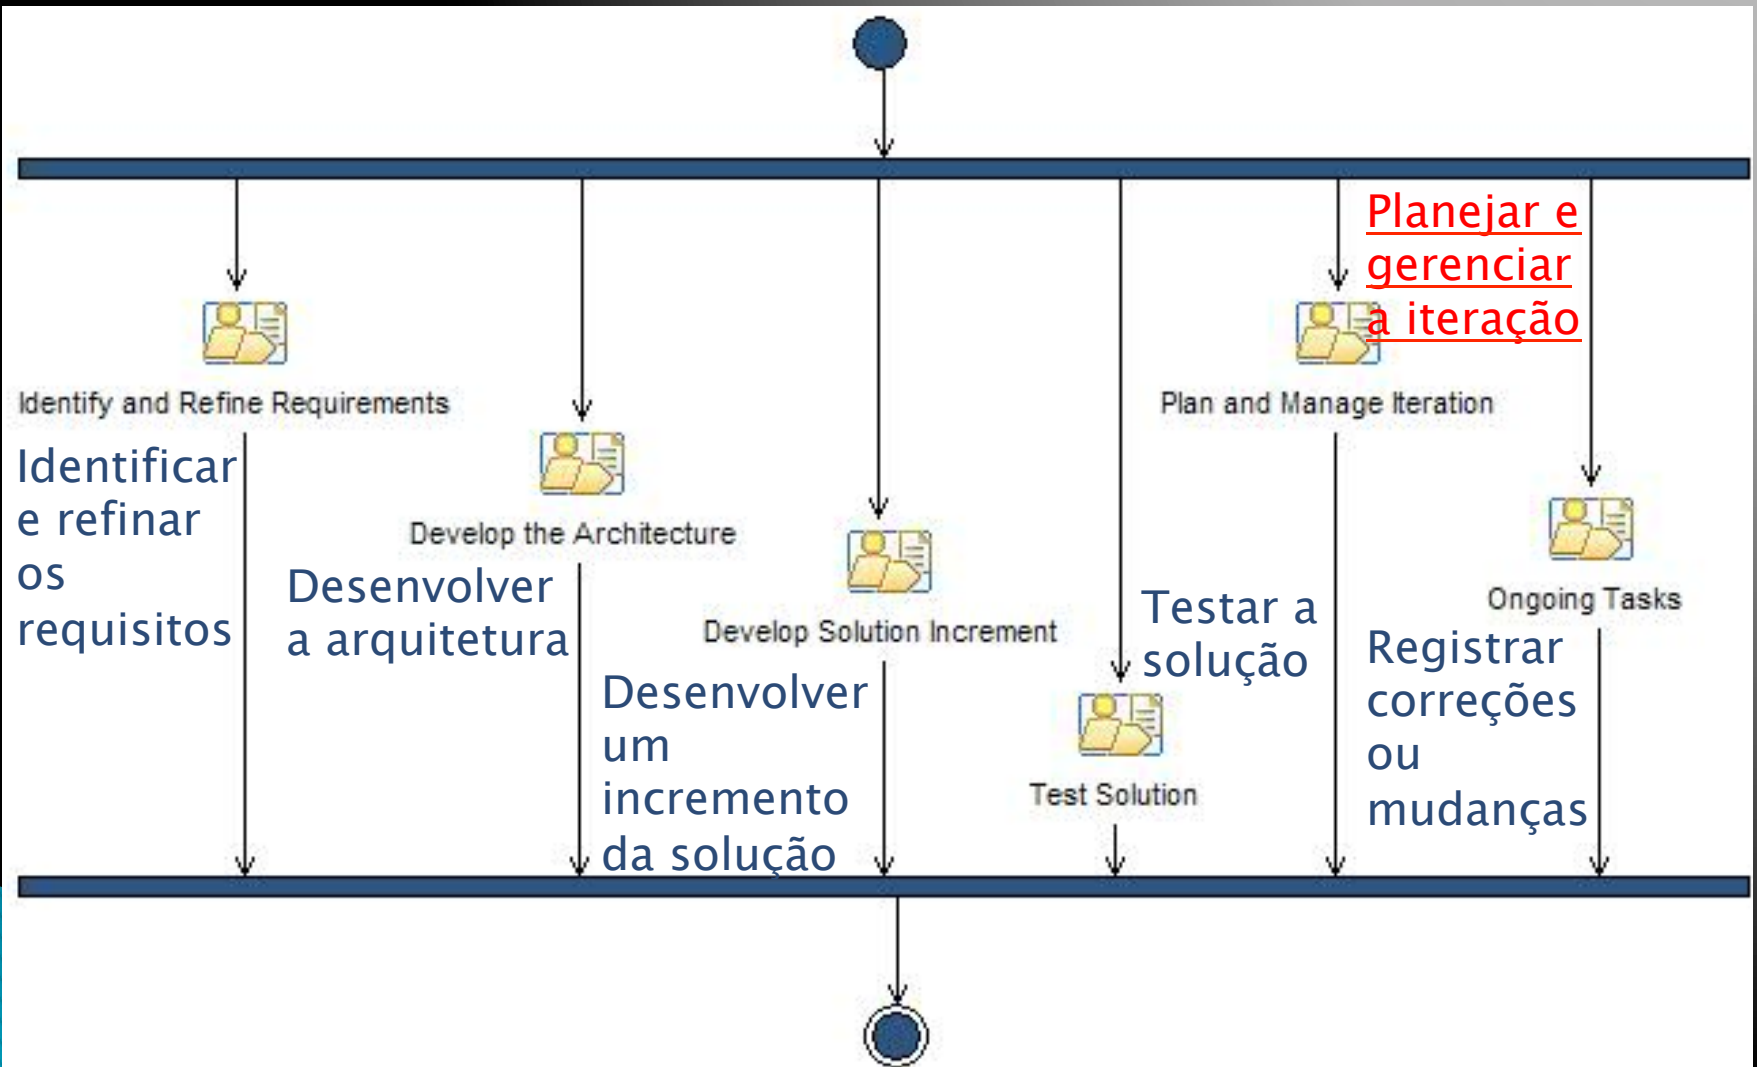 Planejar e
gerenciar
a iteração
Identify and Refine Requirements
Identificar
e refinar
os
requisitos
Develop the Architecture
Desenvolver
a arquitetura
Develop Solution Increment
Desenvolver
um
incremento
da solução
Testar a
solução
Test Solution
Plan and Manage Iteration
Ongoing Tasks
Registrar
correções
ou
mudanças